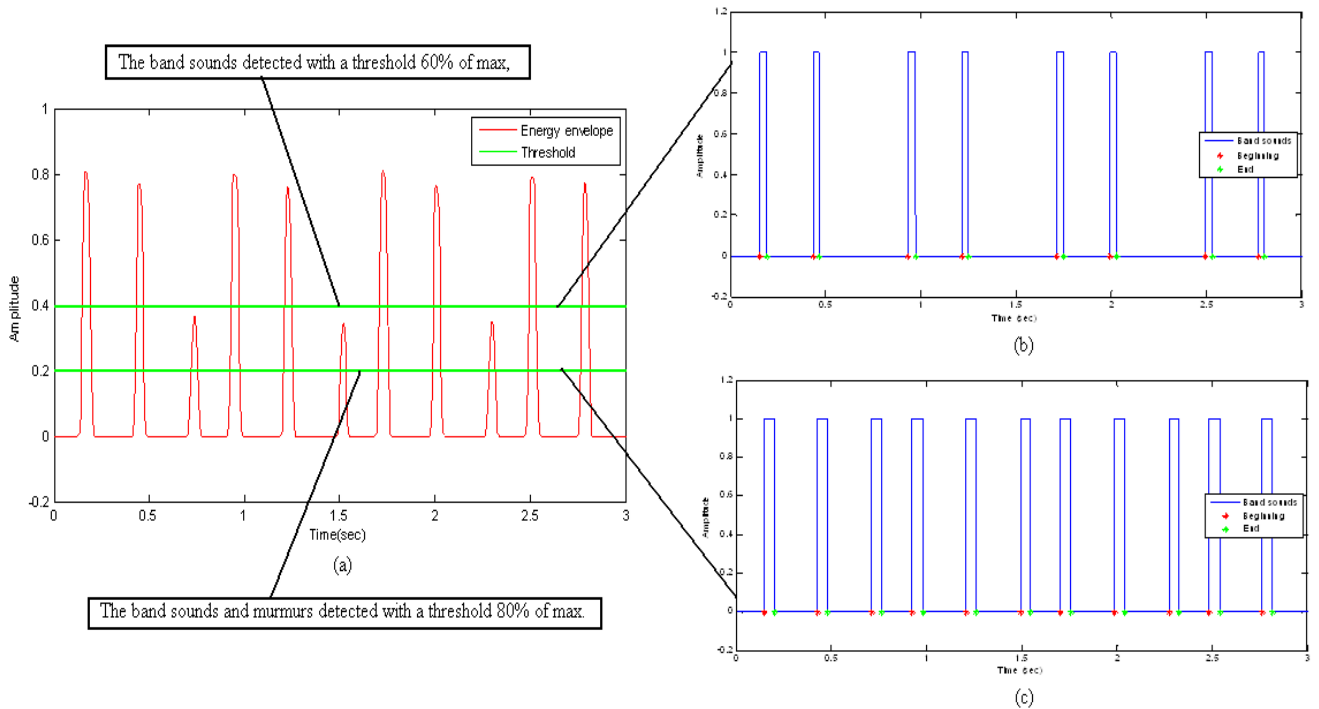 The band sounds detected with a threshold 60% of max,
1
0.8
0.6
0.4
0.2
0
-0.2
Amplitude
Energy envelope
Threshold
0 0.5 1 1.5 2 2.5 3
Time(sec)
(a)
The band sounds and murmurs detected with a threshold 80% of max.
1.2
1
0.8
0.6
0.4
0.2
0
-0.2
Amplitude
Band sounds
Beginning
End
0 0.5 1 1.5 2 2.5 3
Time (sec)
(b)
1.2
1
0.8
0.6
0.4
0.2
0
-0.2
Amplitude
Band sounds
Beginning
End
0 0.5 1 1.5 2 2.5 3
Time (sec)
(c)